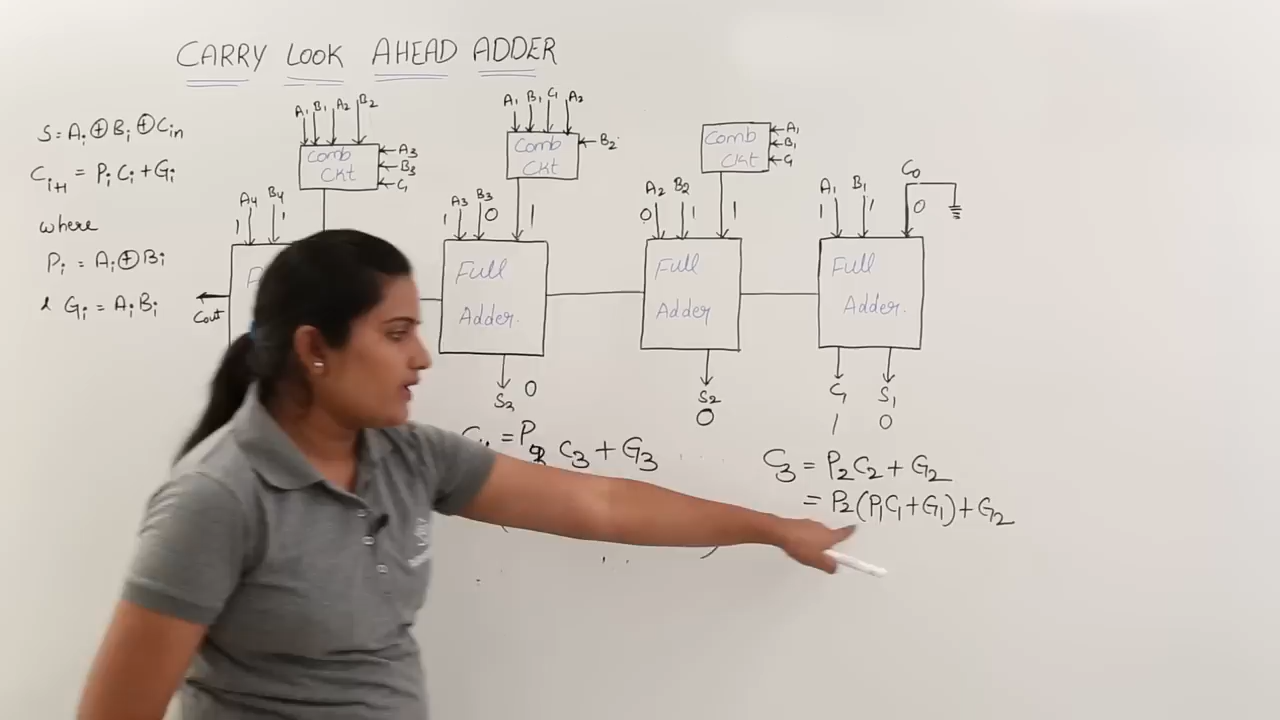 CARRY LOOK AHEAD ADDER
S = Ai ⊕ Bi ⊕ Cin
Ci+1 = Pi Ci + Gi
where
Pi = Ai ⊕ Bi
& Gi = Ai Bi
A1 B1 A2 B2
Comb Ckt
A3
B3
C1
A4 B4
1 1
Cout
A1 B1 C1 A2
Comb Ckt
B2
A3 B3
1 0 1
Full Adder
S3 0
Comb Ckt
A1
B1
C1
A2 B2
0 1 1
Full Adder
S2
0
A1 B1 C0
1 1 0
Full Adder
C1 S1
1 0
C3 + G3
C3 = P2C2 + G2
= P2(P1C1 + G1) + G2